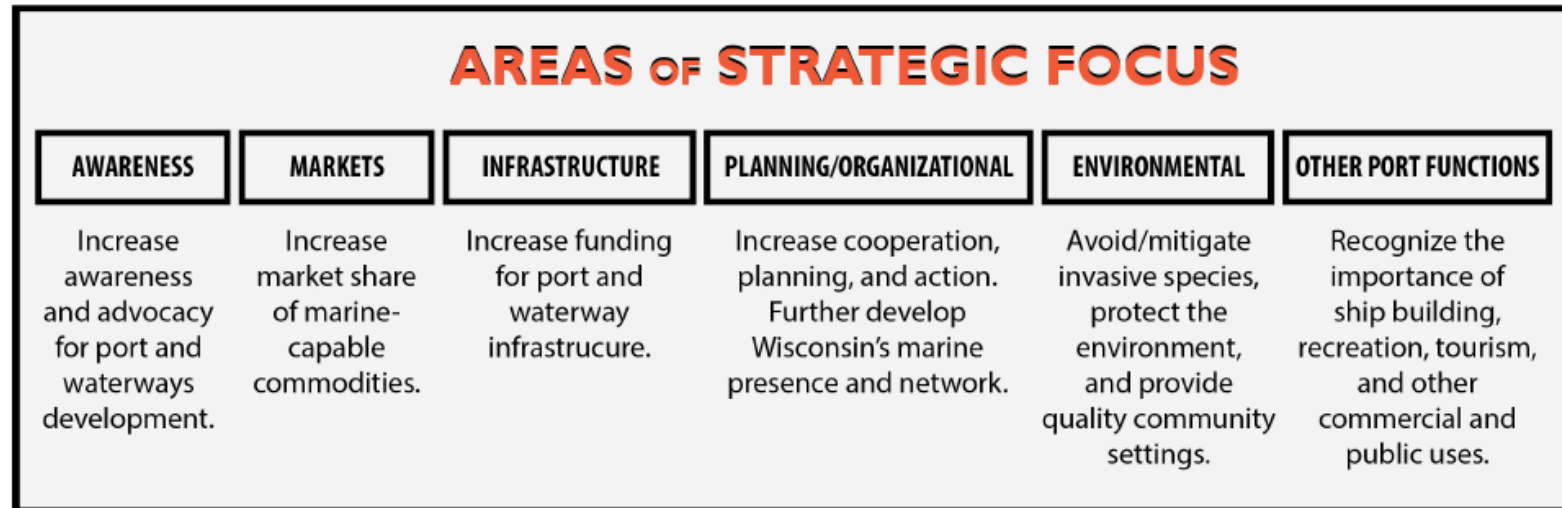 AREAS OF STRATEGIC FOCUS
AWARENESS
Increase
awareness
and advocacy
for port and
waterways
development.
MARKETS
Increase
market share
of marine-
capable
commodities.
INFRASTRUCTURE
Increase funding
for port and
waterway
infrastrucure.
PLANNING/ORGANIZATIONAL
Increase cooperation,
planning, and action.
Further develop
Wisconsin's marine
presence and network.
ENVIRONMENTAL
Avoid/mitigate
invasive species,
protect the
environment,
and provide
quality community
settings.
OTHER PORT FUNCTIONS
Recognize the
importance of
ship building,
recreation, tourism,
and other
commercial and
public uses.